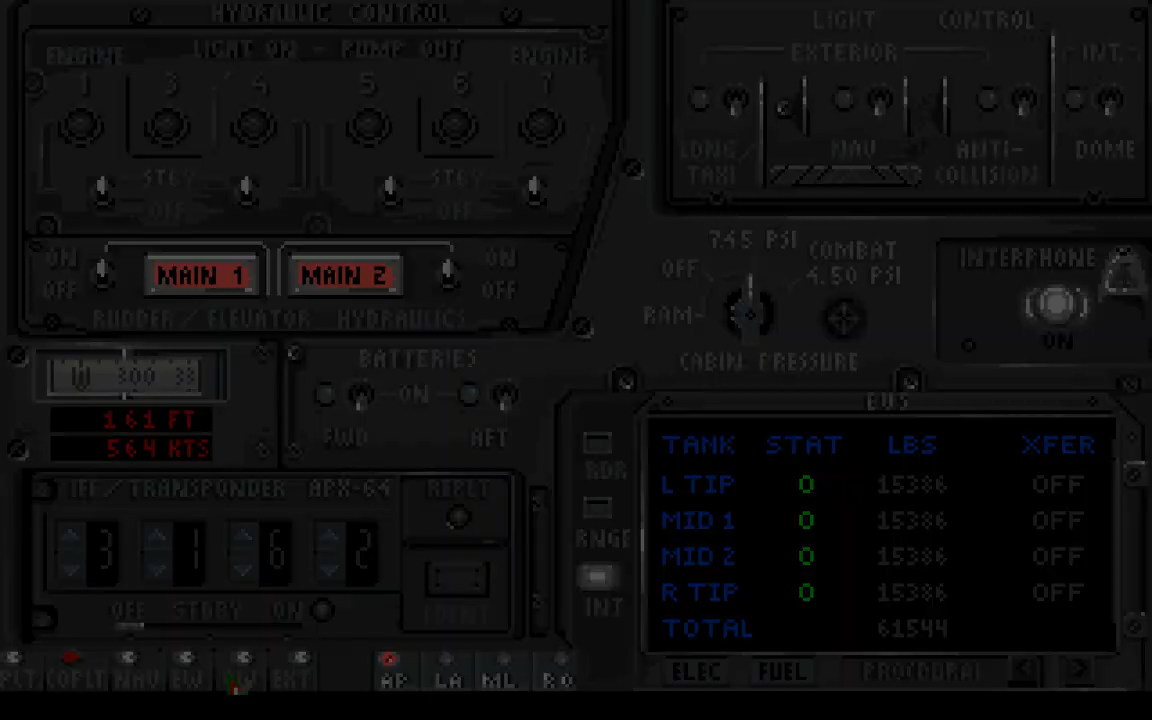 HYDRAULIC CONTROL
ENGINE LIGHT ON - PUMP OUT ENGINE
1 3 4 5 6 7
STBY STBY
OFF OFF
ON MAIN 1 MAIN 2 ON
OFF OFF
RUDDER / ELEVATOR HYDRAULICS
LIGHT CONTROL
EXTERIOR INT.
LONG/ NAV ANTI- DOME
TAXI COLLISION
7.45 PSI COMBAT
OFF 4.50 PSI
RAM
CABIN PRESSURE
INTERPHONE
ON
W 300 33
161 FT
564 KTS
BATTERIES
ON
FWD AFT
IFF/TRANSPONDER APX-64 REPLY
3 1 6 2
OFF STDBY ON IDENT
RDR
RNGE
INT
EVS
TANK STAT LBS XFER
L TIP 0 15386 OFF
MID 1 0 15386 OFF
MID 2 0 15386 OFF
R TIP 0 15386 OFF
TOTAL 61544
ELEC FUEL < >
PLT COPLT NAV EW EXT AP LA ML RO